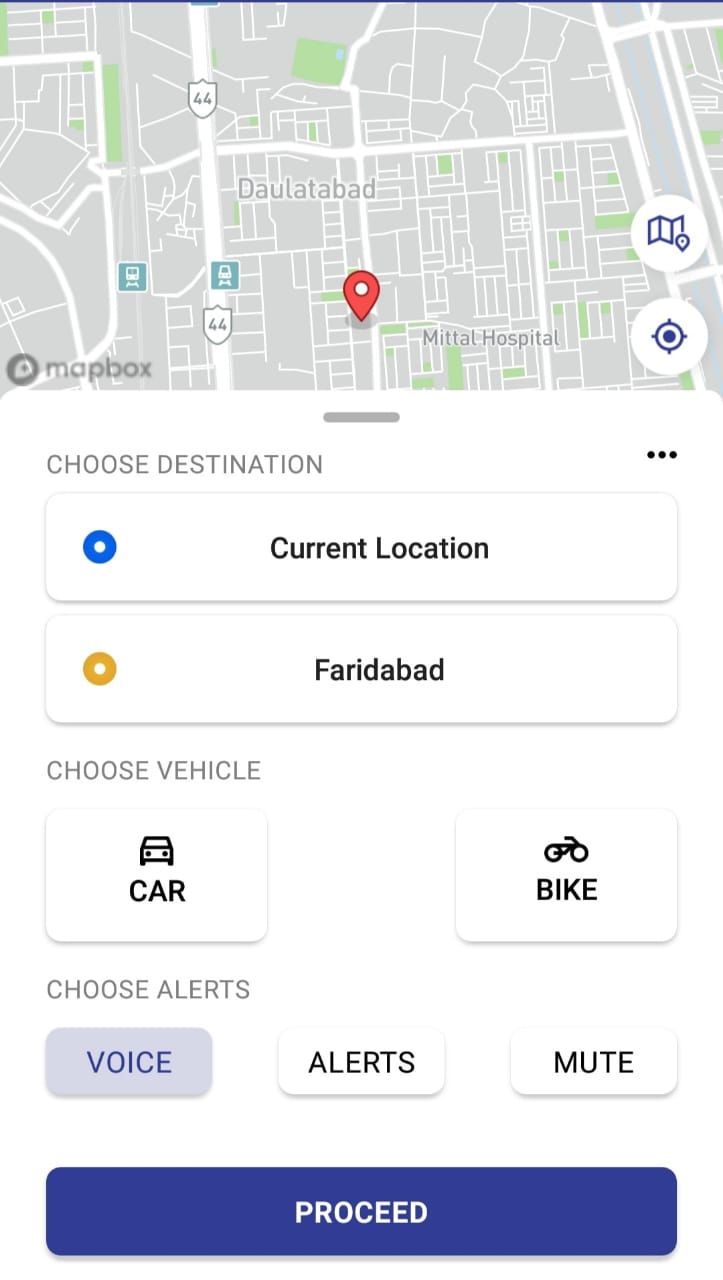 44
Daulatabad
44
Mittal Hospital
mapbox
CHOOSE DESTINATION
Current Location
Faridabad
CHOOSE VEHICLE
CAR
BIKE
CHOOSE ALERTS
VOICE
ALERTS
MUTE
PROCEED